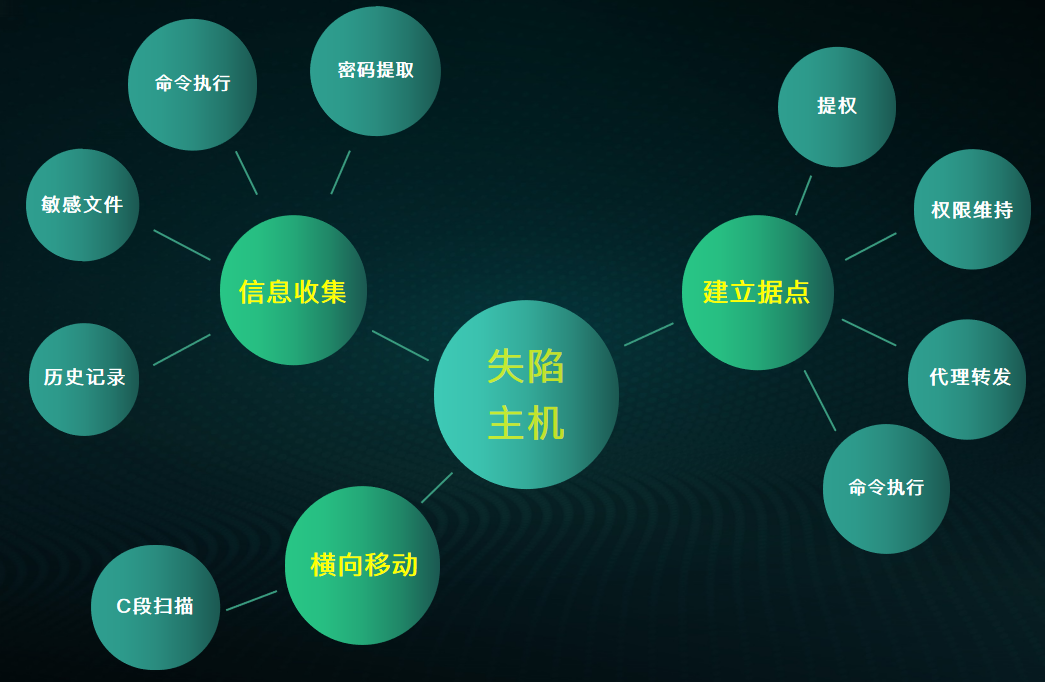 密码提取
命令执行
提权
敏感文件
权限维持
信息收集
建立据点
失陷
主机
历史记录
代理转发
命令执行
横向移动
C段扫描